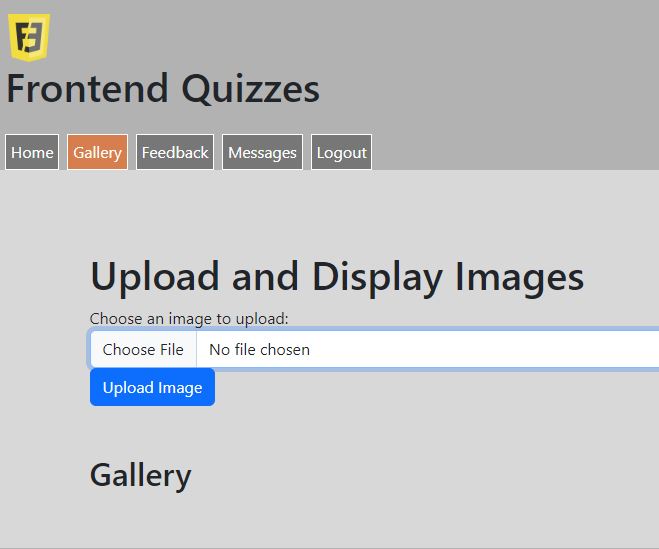 Frontend Quizzes
Home Gallery Feedback Messages Logout
Upload and Display Images
Choose an image to upload:
Choose File No file chosen
Upload Image
Gallery